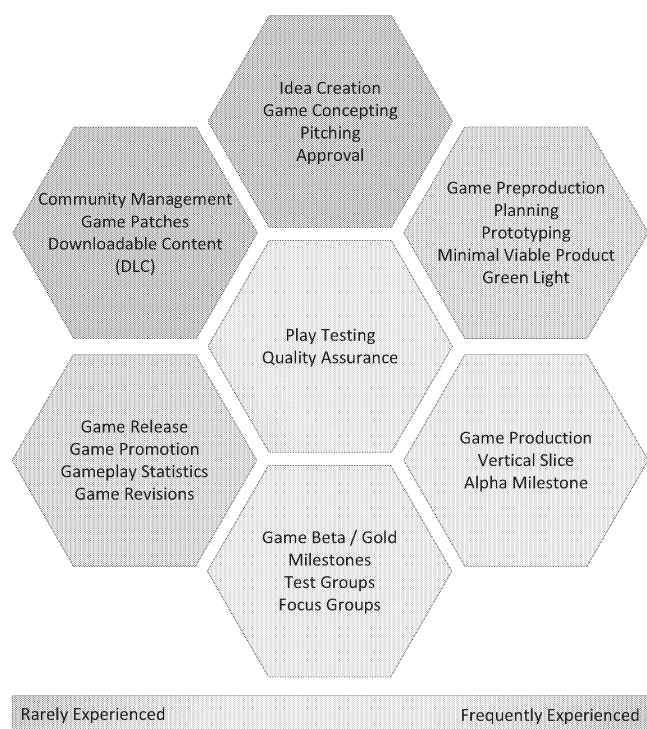 Idea Creation
Game Concepting
Pitching
Approval
Community Management
Game Patches
Downloadable Content
(DLC)
Game Preproduction
Planning
Prototyping
Minimal Viable Product
Green Light
Play Testing
Quality Assurance
Game Release
Game Promotion
Gameplay Statistics
Game Revisions
Game Production
Vertical Slice
Alpha Milestone
Game Beta / Gold
Milestones
Test Groups
Focus Groups
Rarely Experienced
Frequently Experienced